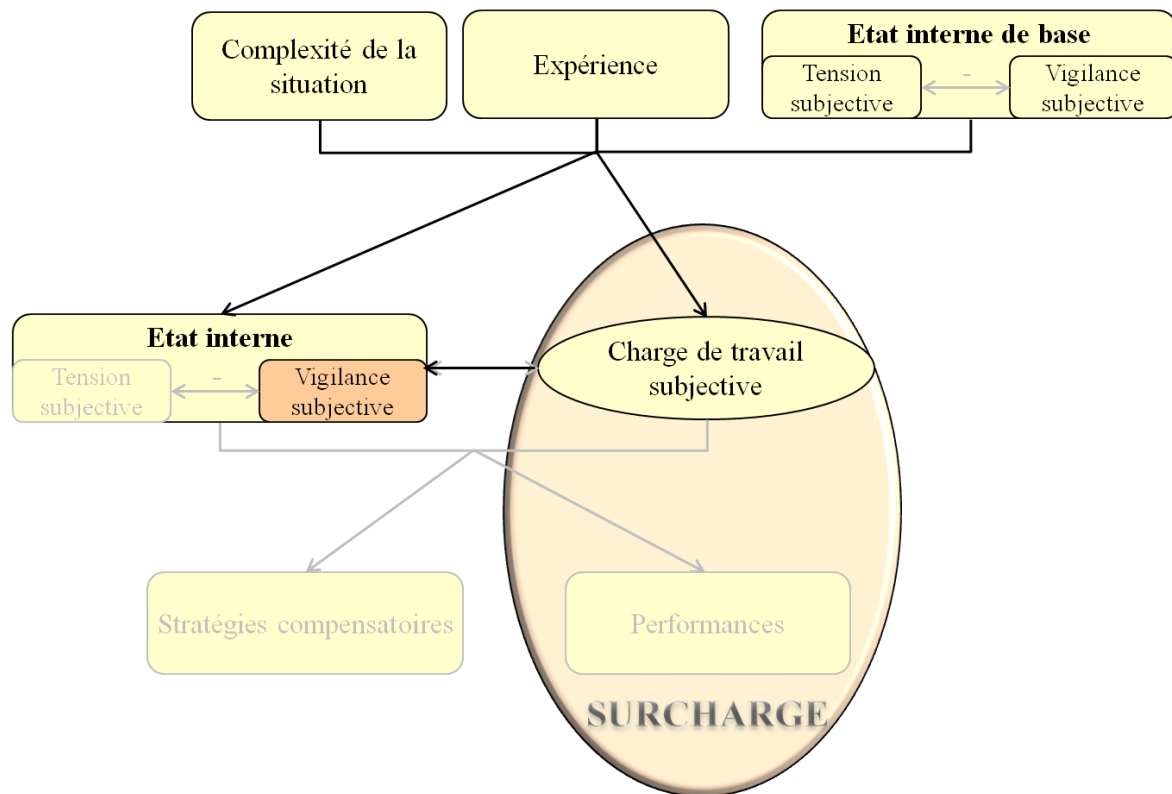 Complexité de la
situation
Expérience
Etat interne de base
Tension
subjective
-
Vigilance
subjective
Etat interne
Tension
subjective
-
Vigilance
subjective
Charge de travail
subjective
Stratégies compensatoires
Performances
SURCHARGE